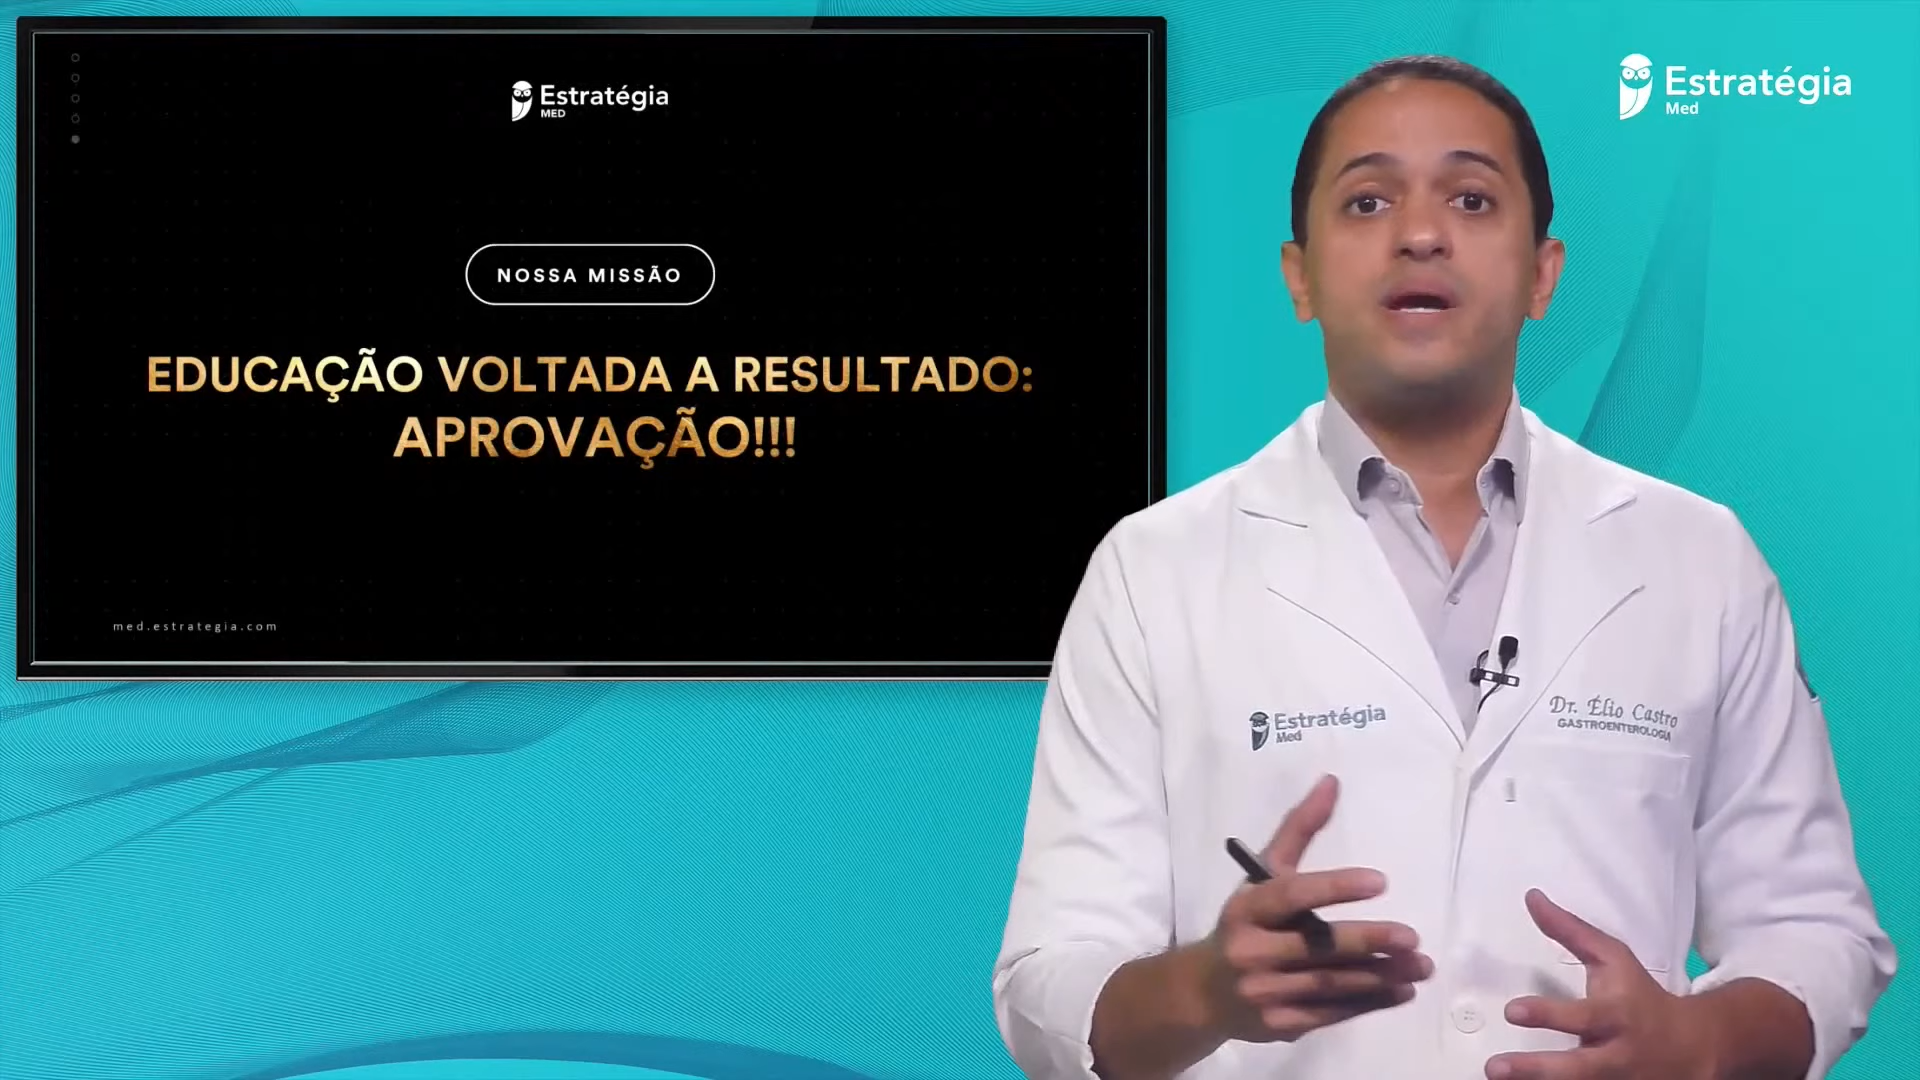 Estratégia
MED
NOSSA MISSÃO
EDUCAÇÃO VOLTADA A RESULTADO:
APROVAÇÃO!!!
med.estrategia.com
Estratégia
Med
Estratégia
Med
Dr. Élio Castro
GASTROENTEROLOGIA